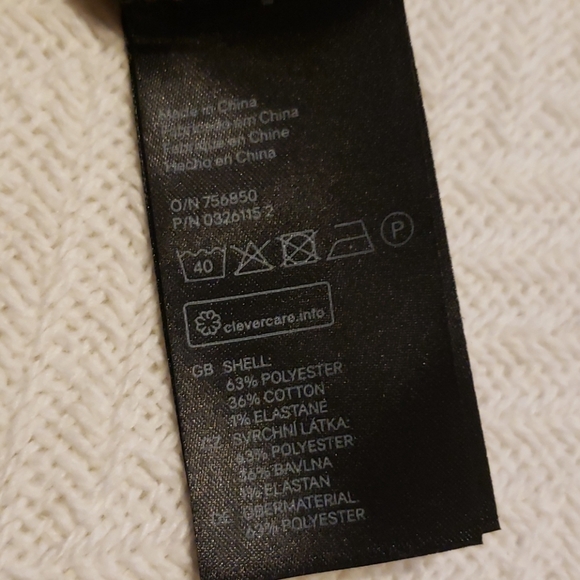 Made in China
Fabricado em China
Fabriqué en Chine
Hecho en China
O/N 756850
P/N 0326115 2
40 P
clevercare.info
GB SHELL:
63% POLYESTER
36% COTTON
1% ELASTANE
CZ SVRCHNÍ LÁTKA:
63% POLYESTER
36% BAVLNA
1% ELASTAN
DE OBERMATERIAL:
63% POLYESTER